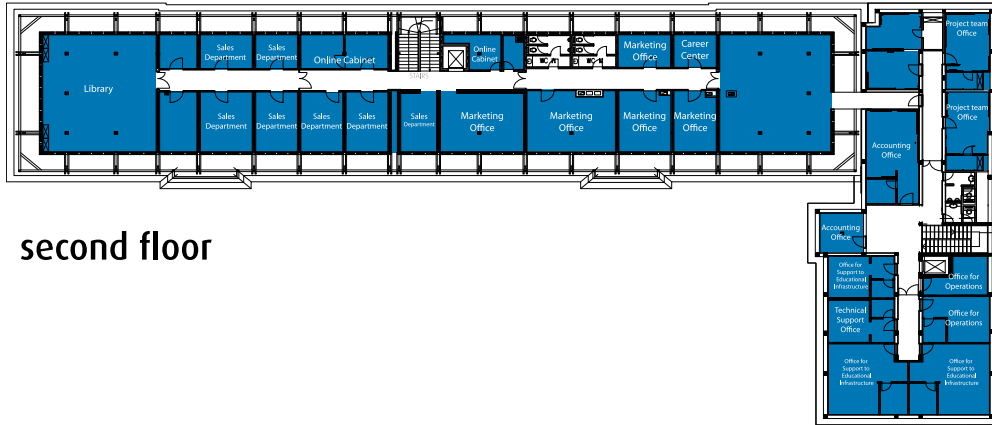 Project team
Office
Sales
Department
Sales
Department
Online Cabinet
Online
Cabinet
WC-W
WC-M
Marketing
Office
Career
Center
STAIRS
Library
Sales
Department
Sales
Department
Sales
Department
Sales
Department
Sales
Department
Marketing
Office
Marketing
Office
Marketing
Office
Marketing
Office
Project team
Office
Accounting
Office
second floor
Accounting
Office
Office for
Support to
Educational
Infrastructure
Office for
Operations
Technical
Support
Office
Office for
Operations
Office for
Support to
Educational
Infrastructure
Office for
Support to
Educational
Infrastructure